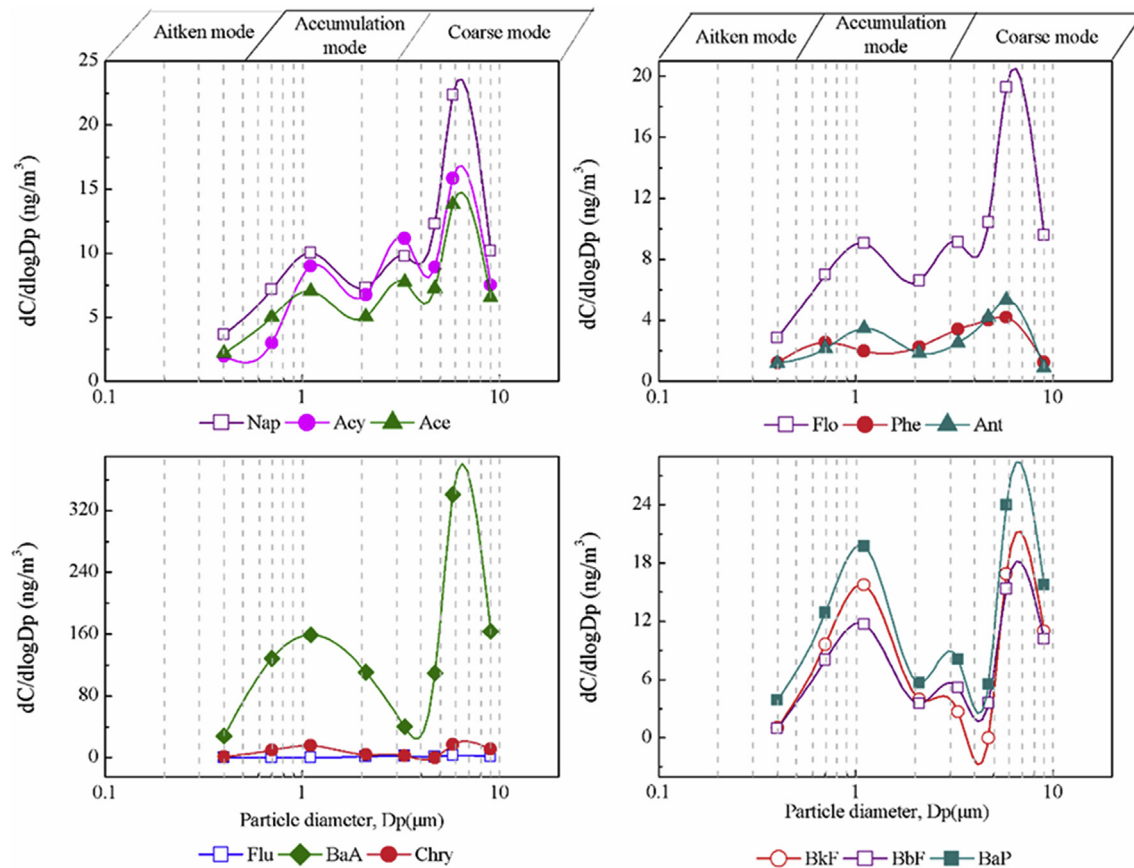 Aitken mode Accumulation mode Coarse mode
25
20
15
10
5
0
dC/dlogDp (ng/m³)
0.1 1 10
Nap Acy Ace
Aitken mode Accumulation mode Coarse mode
20
16
12
8
4
0
dC/dlogDp (ng/m³)
0.1 1 10
Flo Phe Ant
320
240
160
80
0
dC/dlogDp (ng/m³)
0.1 1 10
Particle diameter, Dp(μm)
Flu BaA Chry
24
18
12
6
0
dC/dlogDp (ng/m³)
0.1 1 10
Particle diameter, Dp(μm)
BkF BbF BaP